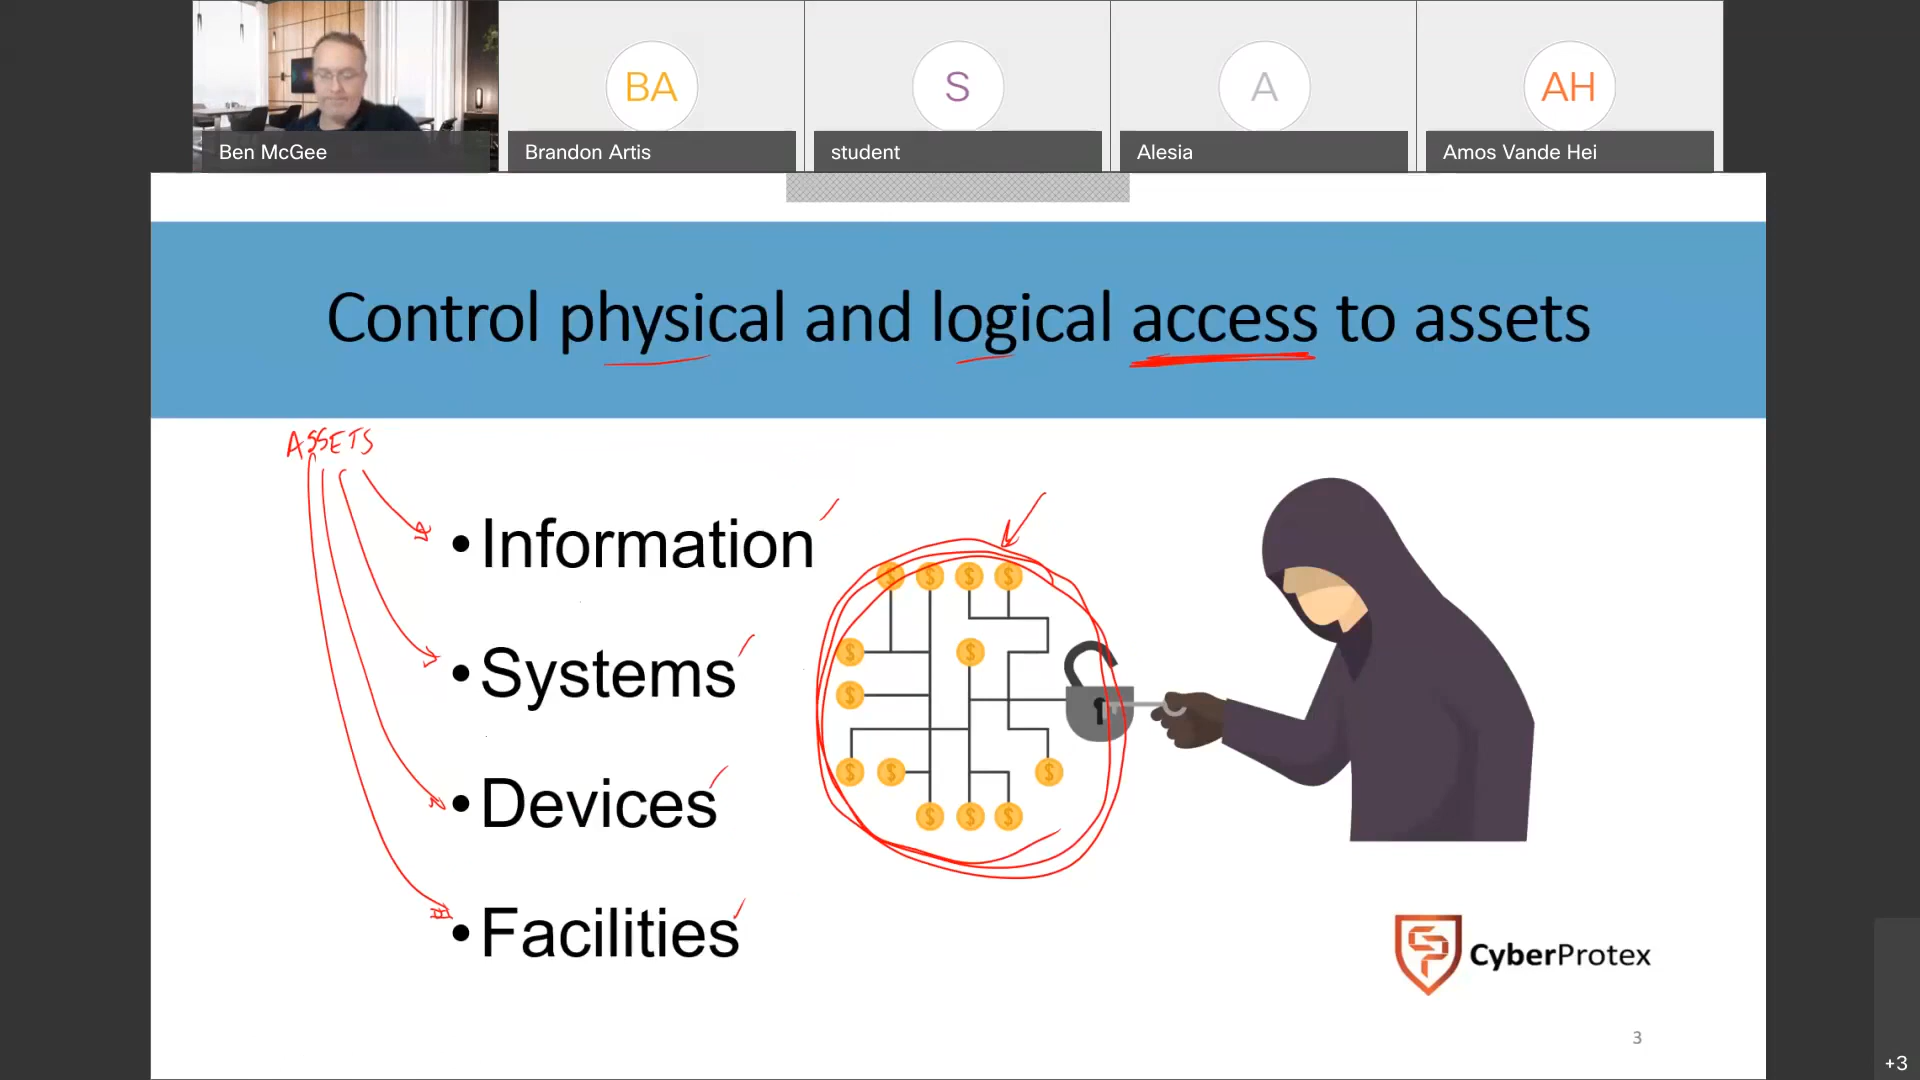 BA
S
A
AH
Ben McGee
Brandon Artis
student
Alesia
Amos Vande Hei
Control physical and logical access to assets
ASSETS
•Information
•Systems
•Devices
•Facilities
$ $ $ $
$ $
$
$ $ $
$ $ $
CyberProtex
3
+3